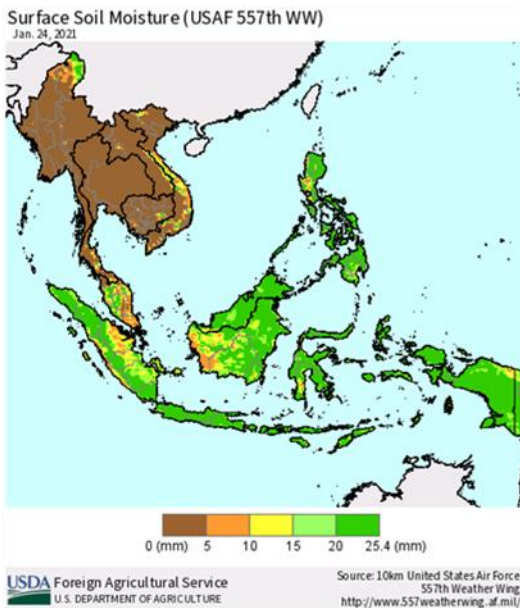 Surface Soil Moisture (USAF 557th WW)
Jan. 24, 2021
0 (mm) 5 10 15 20 25.4 (mm)
USDA Foreign Agricultural Service
U.S. DEPARTMENT OF AGRICULTURE
Source: 10km United States Air Force
557th Weather Wing
http://www.557weatherwing.af.mil/